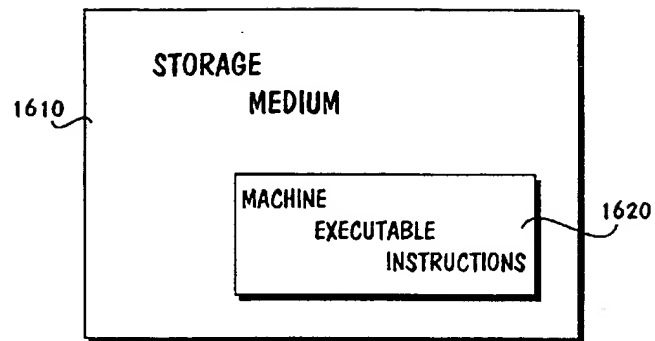 STORAGE
MEDIUM
1610
MACHINE
EXECUTABLE
INSTRUCTIONS
1620